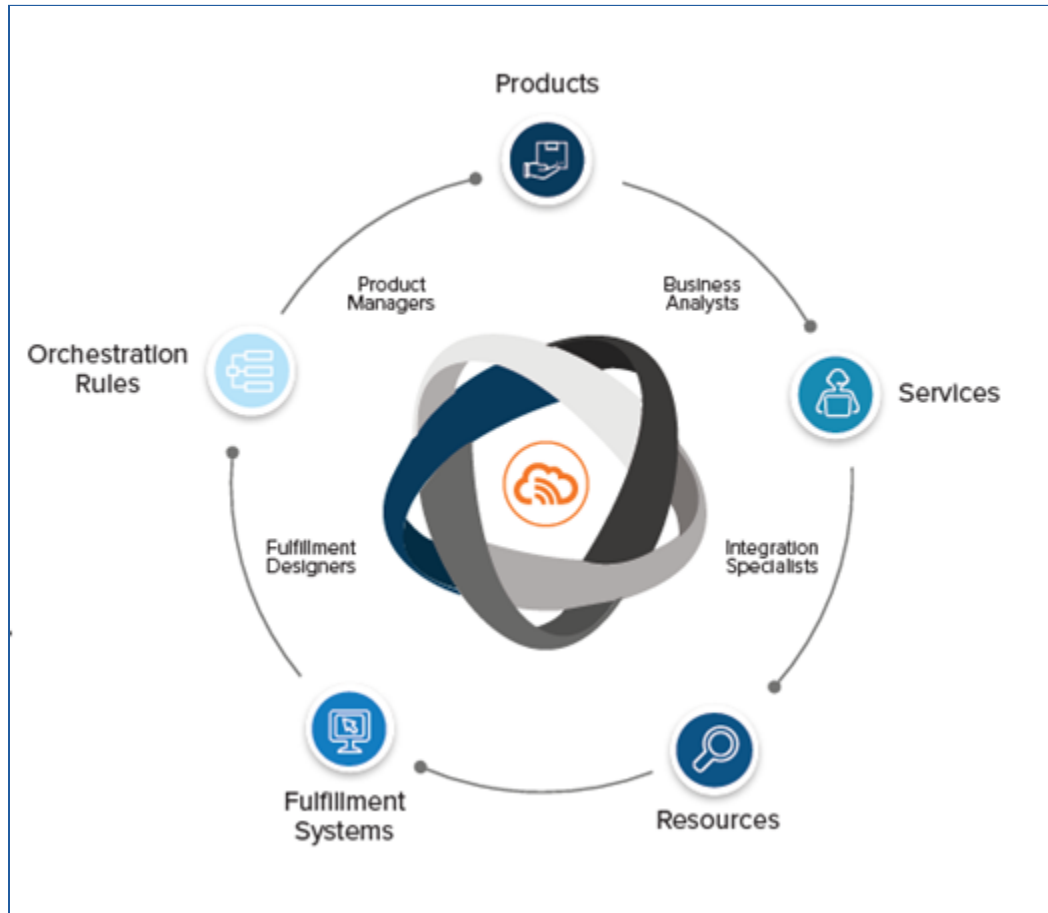 Products
Product
Managers
Business
Analysts
Orchestration
Rules
Services
Fulfillment
Designers
Integration
Specialists
Fulfillment
Systems
Resources